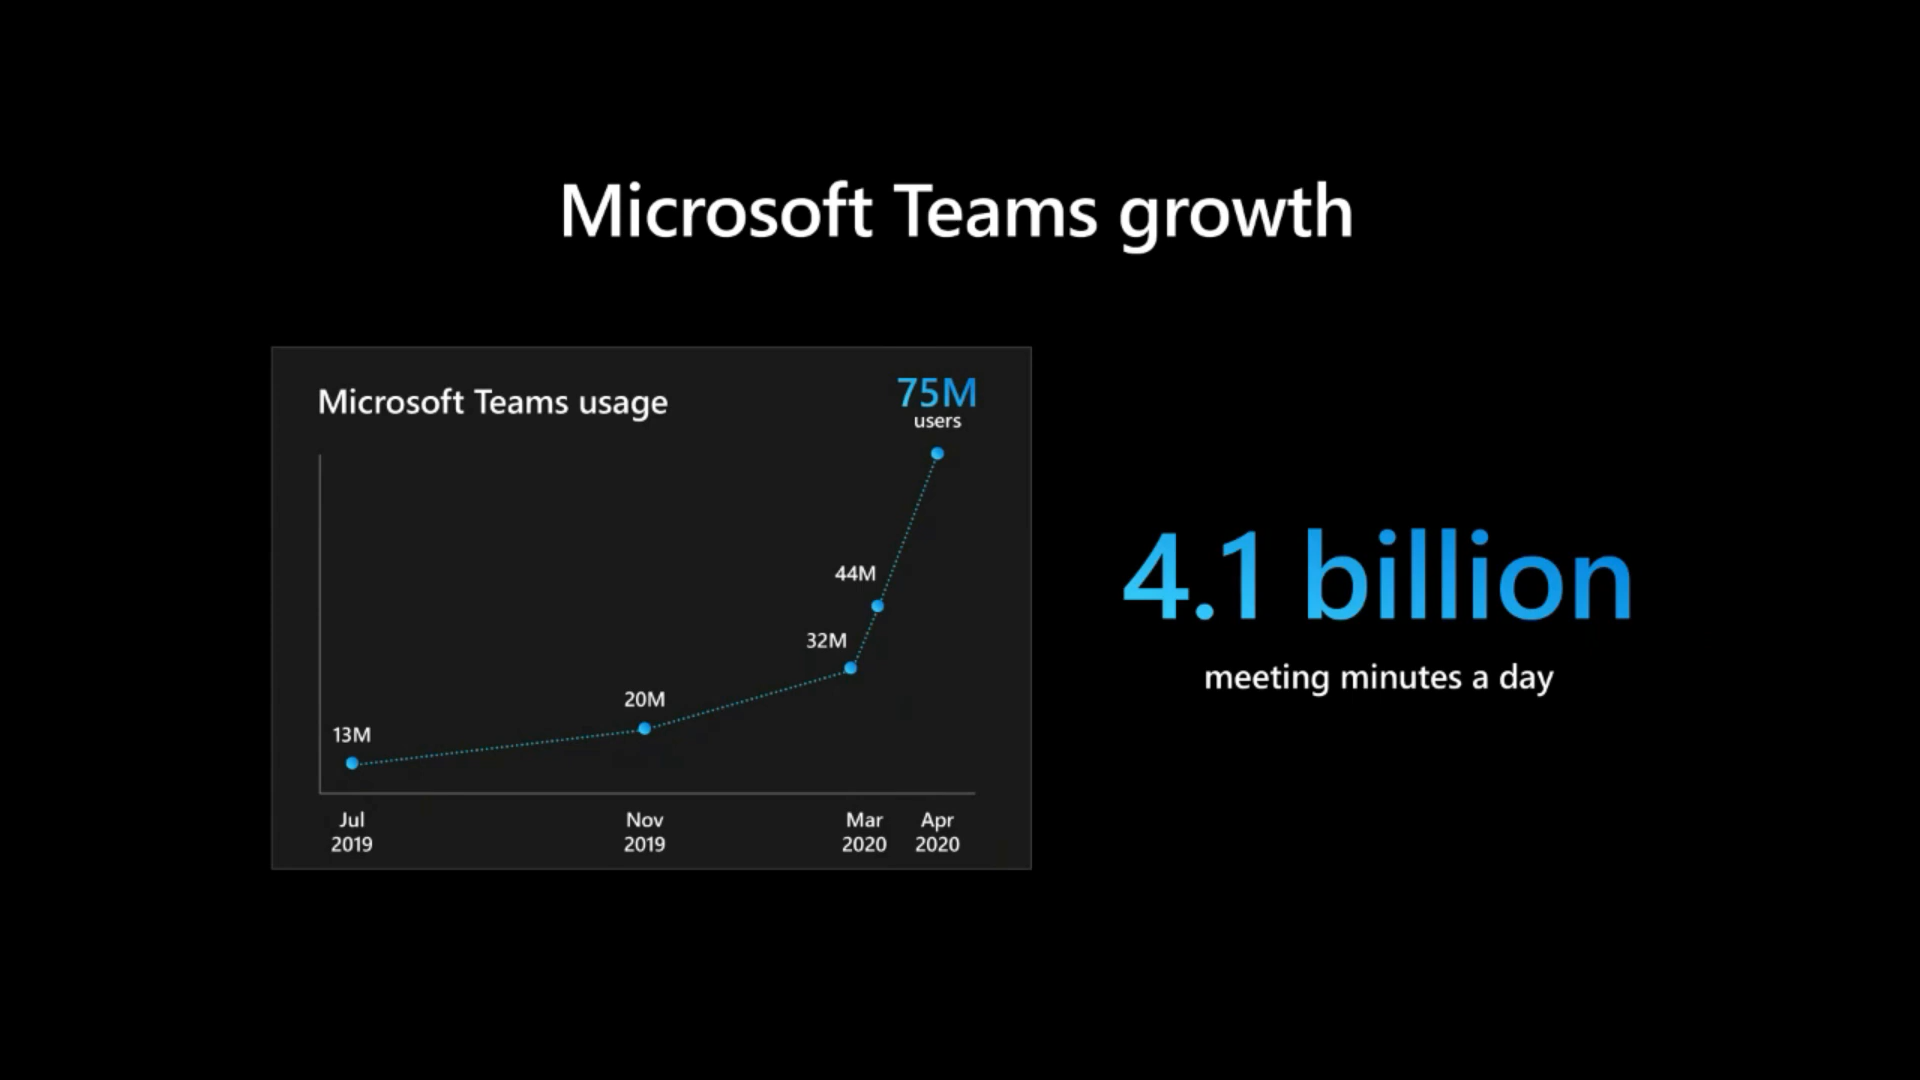 Microsoft Teams growth
Microsoft Teams usage
75M
users
44M
32M
20M
13M
Jul
2019
Nov
2019
Mar
2020
Apr
2020
4.1 billion
meeting minutes a day